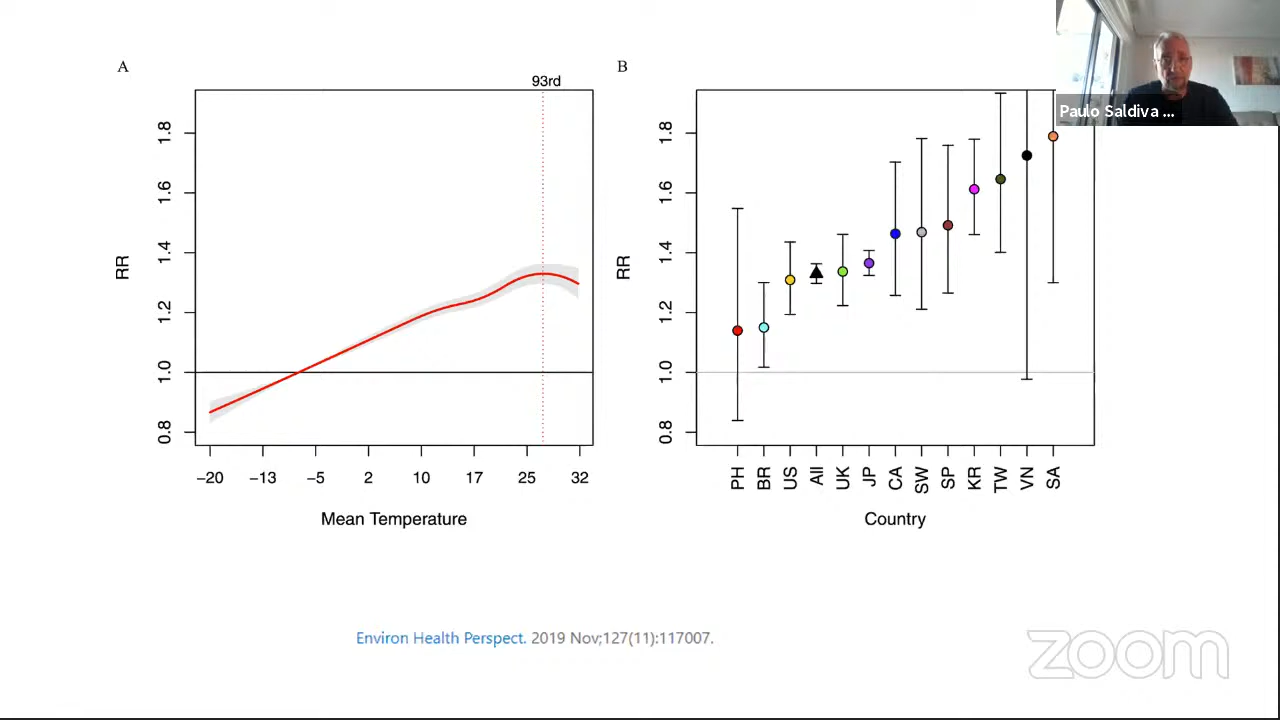 A
93rd
RR
1.8
1.6
1.4
1.2
1.0
0.8
−20 −13 −5 2 10 17 25 32
Mean Temperature
B
RR
1.8
1.6
1.4
1.2
1.0
0.8
PH BR US All UK JP CA SW SP KR TW VN SA
Country
Paulo Saldiva ...
Environ Health Perspect. 2019 Nov;127(11):117007.
zoom